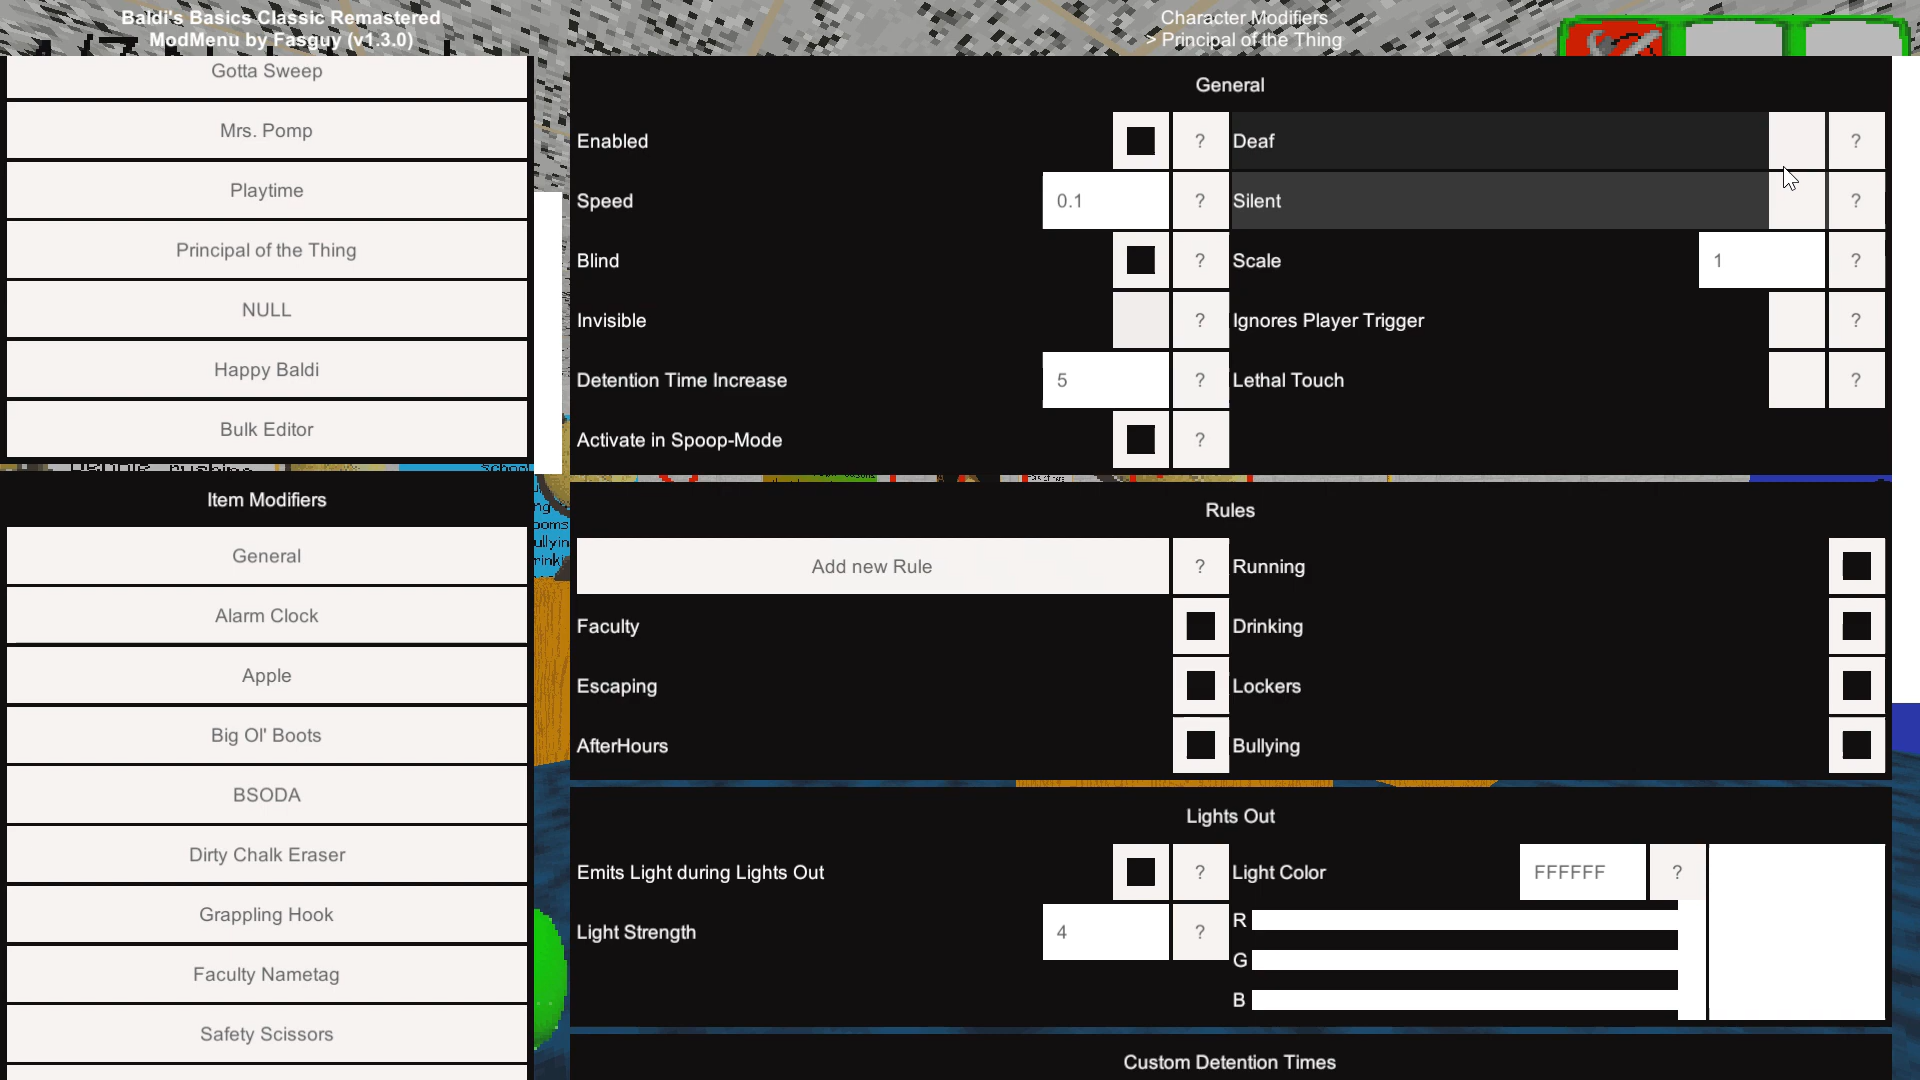 Baldi's Basics Classic Remastered
ModMenu by Fasguy (v1.3.0)
Character Modifiers
> Principal of the Thing
Gotta Sweep
Mrs. Pomp
Playtime
Principal of the Thing
NULL
Happy Baldi
Bulk Editor
Item Modifiers
General
Alarm Clock
Apple
Big Ol' Boots
BSODA
Dirty Chalk Eraser
Grappling Hook
Faculty Nametag
Safety Scissors
General
Enabled ? Deaf ?
Speed 0.1 ? Silent ?
Blind ? Scale 1 ?
Invisible ? Ignores Player Trigger ?
Detention Time Increase 5 ? Lethal Touch ?
Activate in Spoop-Mode ?
Rules
Add new Rule ? Running
Faculty Drinking
Escaping Lockers
AfterHours Bullying
Lights Out
Emits Light during Lights Out ? Light Color FFFFFF ?
Light Strength 4 ? R
G
B
Custom Detention Times